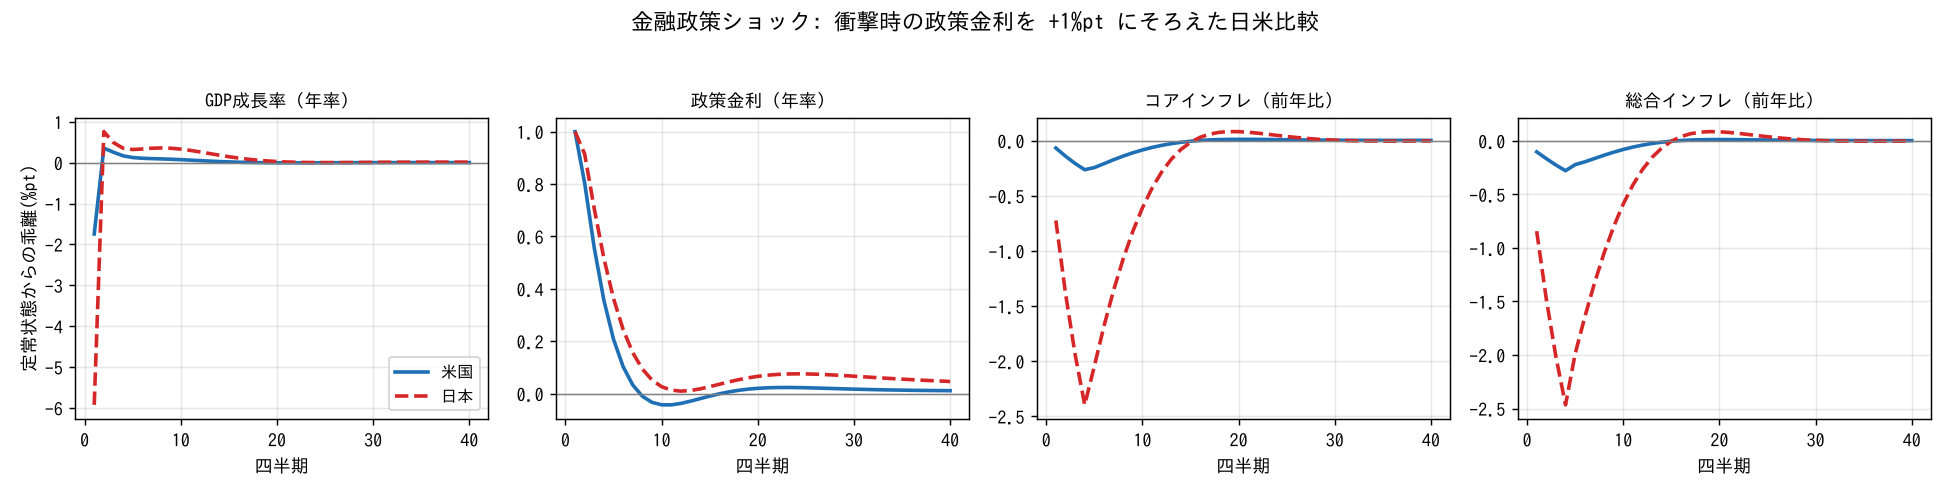 金融政策ショック: 衝撃時の政策金利を +1%pt にそろえた日米比較
GDP成長率（年率）
定常状態からの乖離(%pt)
1
0
−1
−2
−3
−4
−5
−6
0 10 20 30 40
四半期
米国
日本
政策金利（年率）
1.0
0.8
0.6
0.4
0.2
0.0
0 10 20 30 40
四半期
コアインフレ（前年比）
0.0
−0.5
−1.0
−1.5
−2.0
−2.5
0 10 20 30 40
四半期
総合インフレ（前年比）
0.0
−0.5
−1.0
−1.5
−2.0
−2.5
0 10 20 30 40
四半期